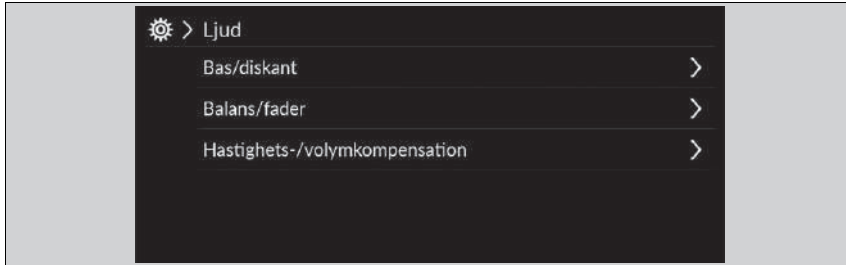 Ljud
Bas/diskant
Balans/fader
Hastighets-/volymkompensation